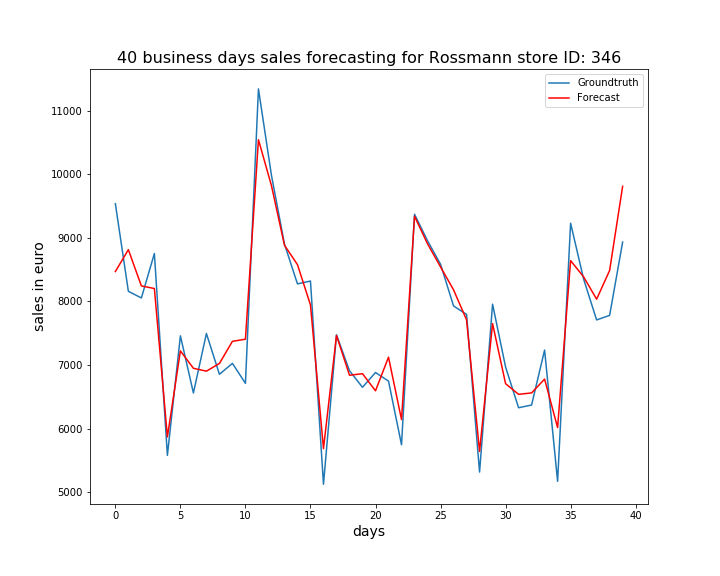 40 business days sales forecasting for Rossmann store ID: 346
Groundtruth
Forecast
11000
10000
9000
8000
7000
6000
5000
sales in euro
0 5 10 15 20 25 30 35 40
days